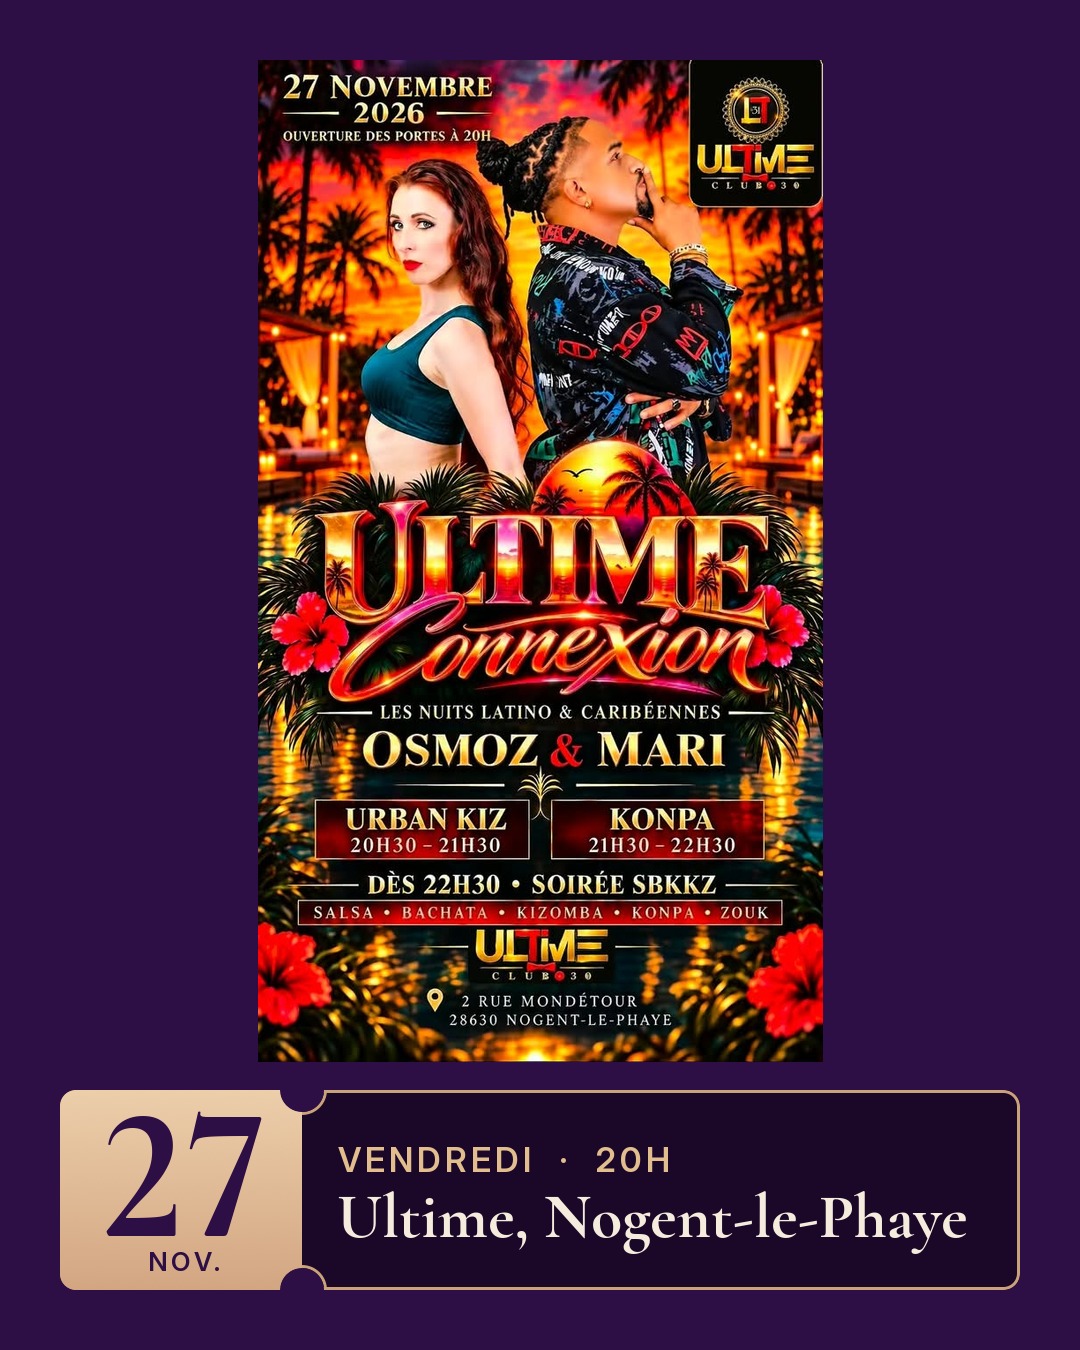 27 NOVEMBRE
2026
OUVERTURE DES PORTES À 20H
LT
ULTIME
CLUB 30
ULTIME
Connexion
LES NUITS LATINO & CARIBÉENNES
OSMOZ & MARI
URBAN KIZ
20H30 – 21H30
KONPA
21H30 – 22H30
DÈS 22H30 • SOIRÉE SBKKZ
SALSA • BACHATA • KIZOMBA • KONPA • ZOUK
ULTIME
CLUB 30
2 RUE MONDÉTOUR
28630 NOGENT-LE-PHAYE
27
NOV.
VENDREDI · 20H
Ultime, Nogent-le-Phaye